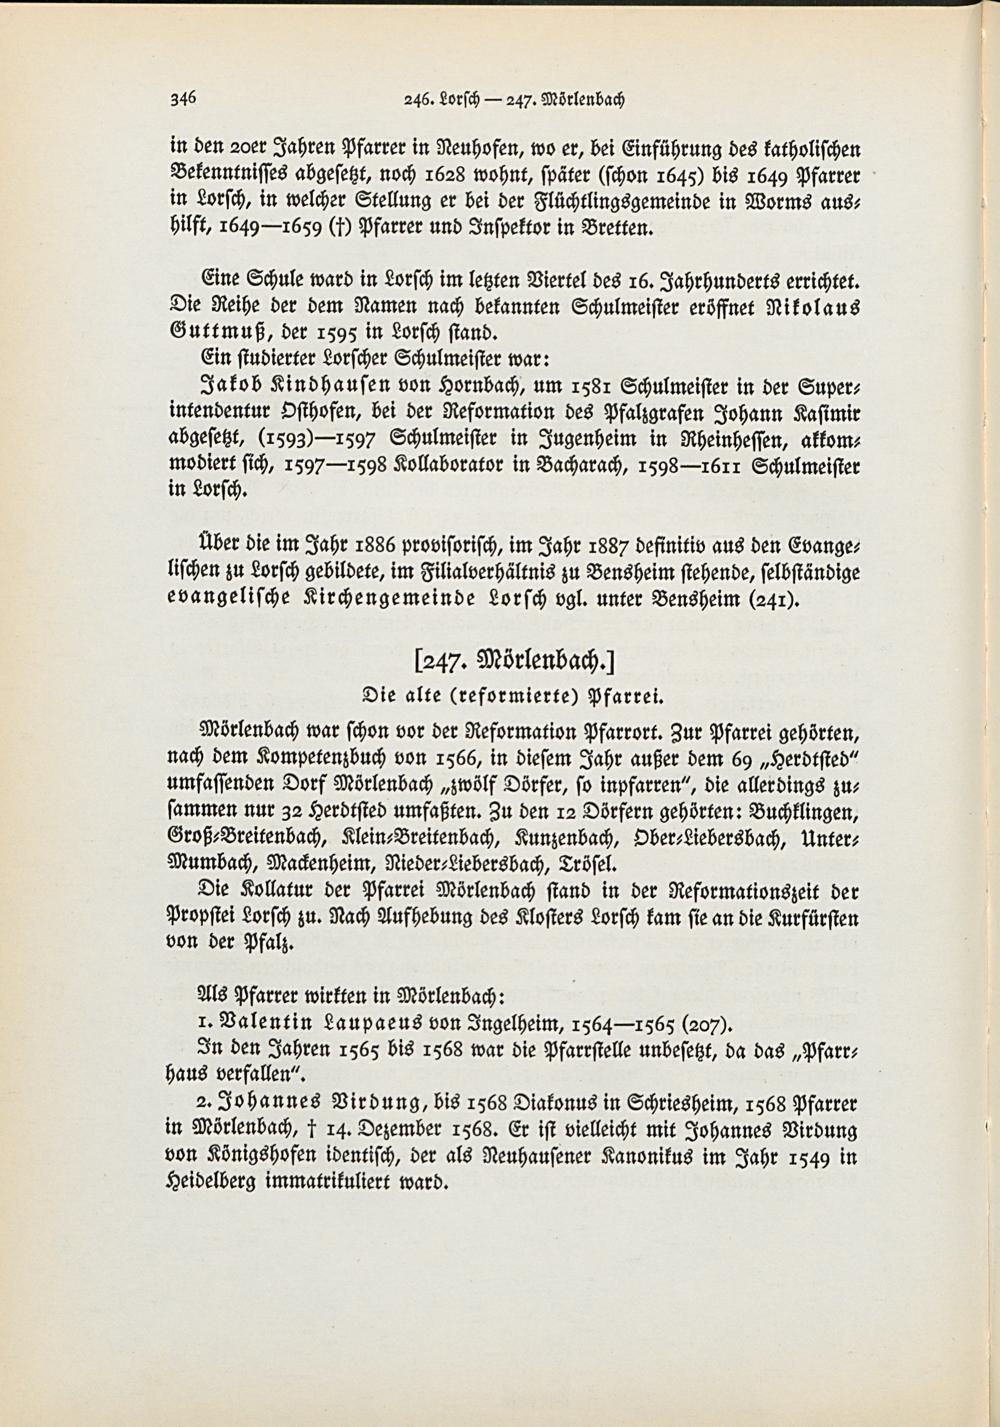 346
246. Lorsch — 247. Mörlenbach
in den 20er Jahren Pfarrer in Neuhofen, wo er, bei Einführung des katholischen
Bekenntnisses abgesetzt, noch 1628 wohnt, später (schon 1645) bis 1649 Pfarrer
in Lorsch, in welcher Stellung er bei der Flüchtlingsgemeinde in Worms aus-
hilft, 1649—1659 (†) Pfarrer und Inspektor in Bretten.
Eine Schule ward in Lorsch im letzten Viertel des 16. Jahrhunderts errichtet.
Die Reihe der dem Namen nach bekannten Schulmeister eröffnet Nikolaus
Guttmuß, der 1595 in Lorsch stand.
Ein studierter Lorscher Schulmeister war:
Jakob Kindhausen von Hornbach, um 1581 Schulmeister in der Super-
intendentur Osthofen, bei der Reformation des Pfalzgrafen Johann Kasimir
abgesetzt, (1593)—1597 Schulmeister in Jugenheim in Rheinhessen, akkom-
modiert sich, 1597—1598 Kollaborator in Bacharach, 1598—1611 Schulmeister
in Lorsch.
Über die im Jahr 1886 provisorisch, im Jahr 1887 definitiv aus den Evange-
lischen zu Lorsch gebildete, im Filialverhältnis zu Bensheim stehende, selbständige
evangelische Kirchengemeinde Lorsch vgl. unter Bensheim (241).
[247. Mörlenbach.]
Die alte (reformierte) Pfarrei.
Mörlenbach war schon vor der Reformation Pfarrort. Zur Pfarrei gehörten,
nach dem Kompetenzbuch von 1566, in diesem Jahr außer dem 69 „Herdtsted“
umfassenden Dorf Mörlenbach „zwölf Dörfer, so inpfarren“, die allerdings zu-
sammen nur 32 Herdtsted umfaßten. Zu den 12 Dörfern gehörten: Buchklingen,
Groß-Breitenbach, Klein-Breitenbach, Kunzenbach, Ober-Liebersbach, Unter-
Mumbach, Mackenheim, Nieder-Liebersbach, Trösel.
Die Kollatur der Pfarrei Mörlenbach stand in der Reformationszeit der
Propstei Lorsch zu. Nach Aufhebung des Klosters Lorsch kam sie an die Kurfürsten
von der Pfalz.
Als Pfarrer wirkten in Mörlenbach:
1. Valentin Laupaeus von Ingelheim, 1564—1565 (207).
In den Jahren 1565 bis 1568 war die Pfarrstelle unbesetzt, da das „Pfarr-
haus verfallen“.
2. Johannes Virdung, bis 1568 Diakonus in Schriesheim, 1568 Pfarrer
in Mörlenbach, † 14. Dezember 1568. Er ist vielleicht mit Johannes Virdung
von Königshofen identisch, der als Neuhausener Kanonikus im Jahr 1549 in
Heidelberg immatrikuliert ward.